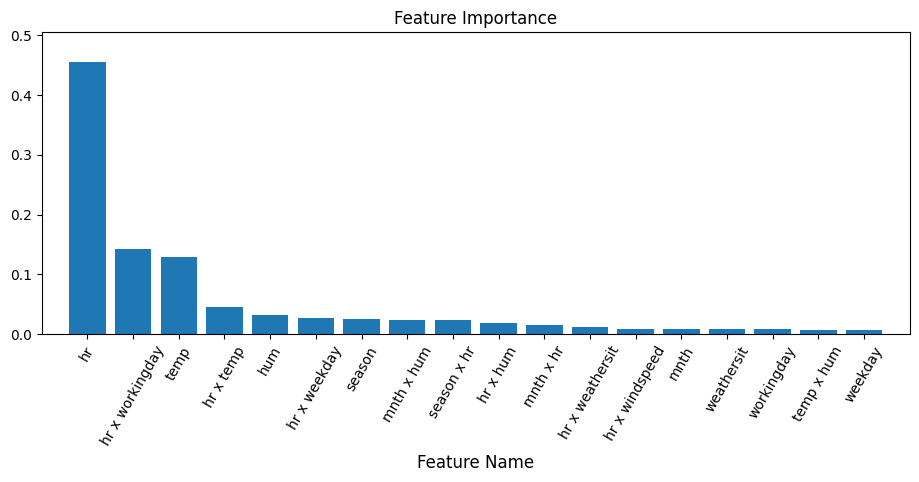 Feature Importance
0.5
0.4
0.3
0.2
0.1
0.0
hr
hr x workingday
temp
hr x temp
hum
hr x weekday
season
mnth x hum
season x hr
hr x hum
mnth x hr
hr x weathersit
hr x windspeed
mnth
weathersit
workingday
temp x hum
weekday
Feature Name